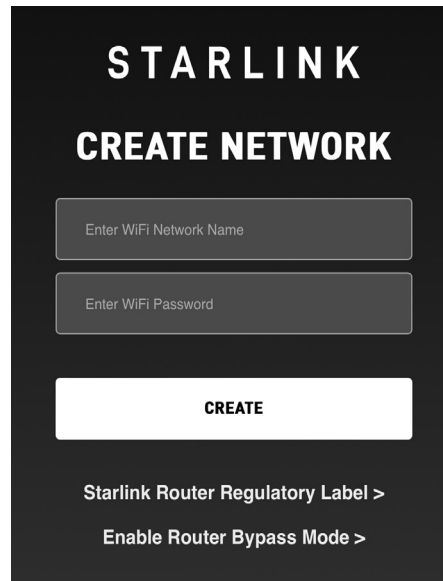 STARLINK
CREATE NETWORK
Enter WiFi Network Name
Enter WiFi Password
CREATE
Starlink Router Regulatory Label >
Enable Router Bypass Mode >